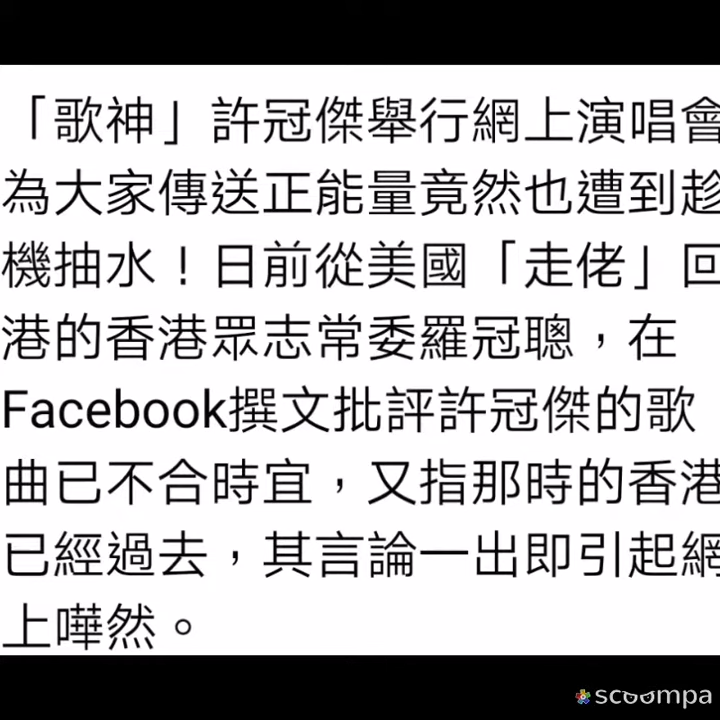 「歌神」許冠傑舉行網上演唱會
為大家傳送正能量竟然也遭到趁
機抽水！日前從美國「走佬」回
港的香港眾志常委羅冠聰，在
Facebook撰文批評許冠傑的歌
曲已不合時宜，又指那時的香港
已經過去，其言論一出即引起網
上嘩然。
scoompa